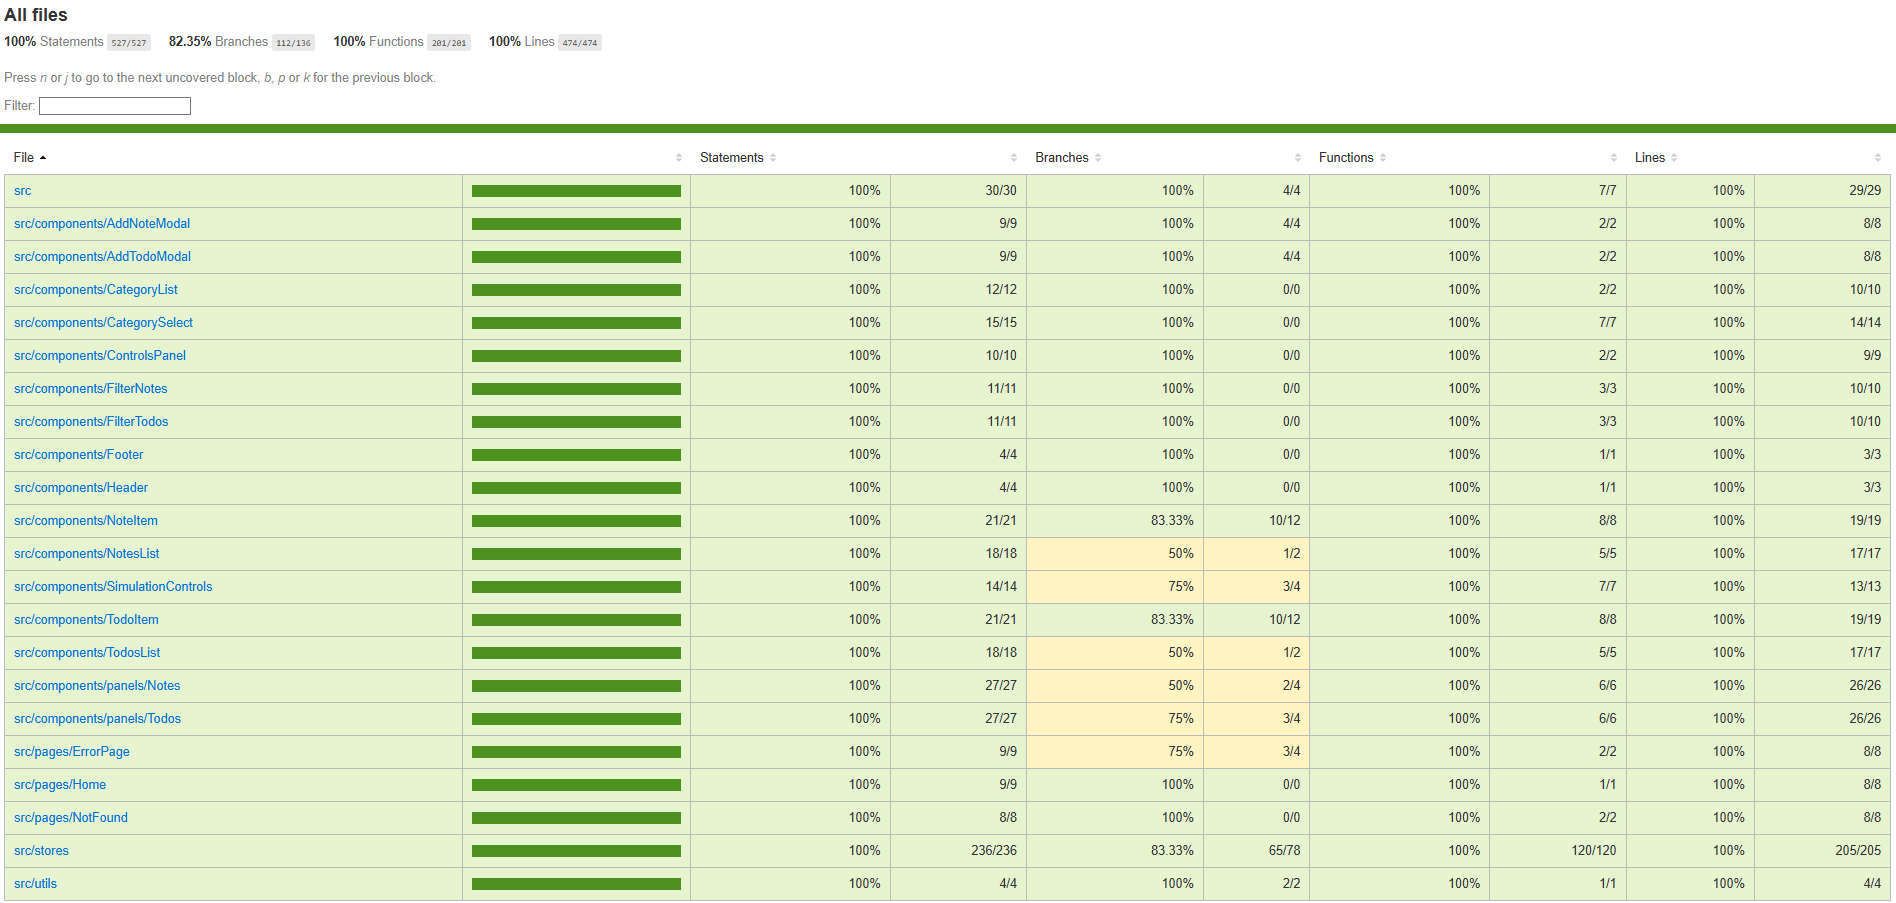 All files
100% Statements 527/527 82.35% Branches 112/136 100% Functions 201/201 100% Lines 474/474
Press n or j to go to the next uncovered block, b, p or k for the previous block.
Filter:
File Statements Branches Functions Lines
src 100% 30/30 100% 4/4 100% 7/7 100% 29/29
src/components/AddNoteModal 100% 9/9 100% 4/4 100% 2/2 100% 8/8
src/components/AddTodoModal 100% 9/9 100% 4/4 100% 2/2 100% 8/8
src/components/CategoryList 100% 12/12 100% 0/0 100% 2/2 100% 10/10
src/components/CategorySelect 100% 15/15 100% 0/0 100% 7/7 100% 14/14
src/components/ControlsPanel 100% 10/10 100% 0/0 100% 2/2 100% 9/9
src/components/FilterNotes 100% 11/11 100% 0/0 100% 3/3 100% 10/10
src/components/FilterTodos 100% 11/11 100% 0/0 100% 3/3 100% 10/10
src/components/Footer 100% 4/4 100% 0/0 100% 1/1 100% 3/3
src/components/Header 100% 4/4 100% 0/0 100% 1/1 100% 3/3
src/components/NoteItem 100% 21/21 83.33% 10/12 100% 8/8 100% 19/19
src/components/NotesList 100% 18/18 50% 1/2 100% 5/5 100% 17/17
src/components/SimulationControls 100% 14/14 75% 3/4 100% 7/7 100% 13/13
src/components/TodoItem 100% 21/21 83.33% 10/12 100% 8/8 100% 19/19
src/components/TodosList 100% 18/18 50% 1/2 100% 5/5 100% 17/17
src/components/panels/Notes 100% 27/27 50% 2/4 100% 6/6 100% 26/26
src/components/panels/Todos 100% 27/27 75% 3/4 100% 6/6 100% 26/26
src/pages/ErrorPage 100% 9/9 75% 3/4 100% 2/2 100% 8/8
src/pages/Home 100% 9/9 100% 0/0 100% 1/1 100% 8/8
src/pages/NotFound 100% 8/8 100% 0/0 100% 2/2 100% 8/8
src/stores 100% 236/236 83.33% 65/78 100% 120/120 100% 205/205
src/utils 100% 4/4 100% 2/2 100% 1/1 100% 4/4